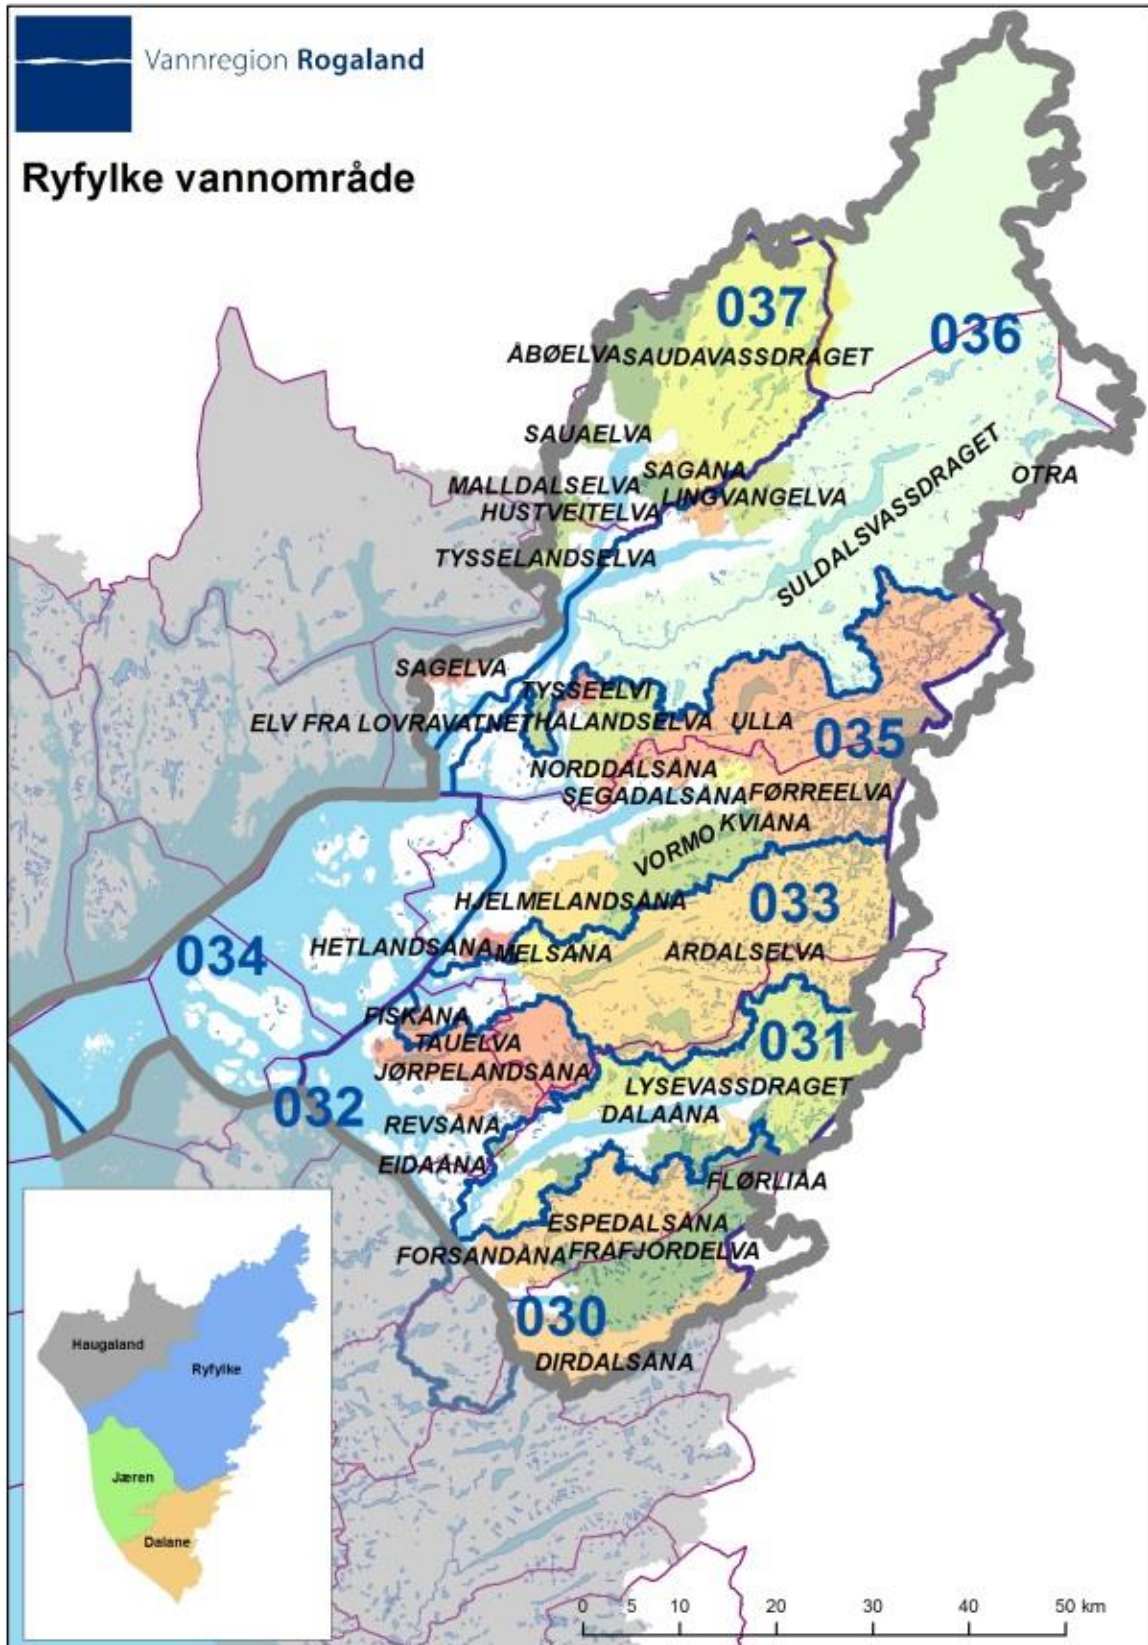 Vannregion Rogaland
Ryfylke vannområde
037
036
ÅBØELVA
SAUDAVASSDRAGET
SAUAELVA
SAGÅNA
OTRA
MALLDALSELVA
LINGVANGELVA
HUSTVEITELVA
TYSSELANDSELVA
SULDALSVASSDRAGET
SAGELVA
TYSSEELVI
ELV FRA LOVRAVATNET
HALANDSELVA
ULLA
035
NORDDALSÅNA
SEGADALSÅNA
FØRREELVA
KVIÅNA
VORMO
HJELMELANDSÅNA
033
HETLANDSÅNA
MELSÅNA
ÅRDALSELVA
034
FISKÅNA
TAUELVA
031
JØRPELANDSÅNA
LYSEVASSDRAGET
032
DALAÅNA
REVSÅNA
EIDAÅNA
FLØRLIÅA
ESPEDALSÅNA
FORSANDÅNA
FRAFJORDELVA
030
DIRDALSÅNA
Haugaland
Ryfylke
Jæren
Dalane
0 5 10 20 30 40 50 km